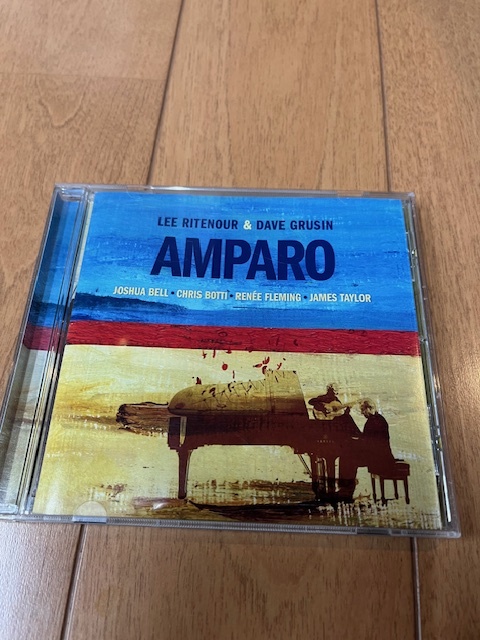 LEE RITENOUR & DAVE GRUSIN
AMPARO
JOSHUA BELL • CHRIS BOTTI • RENÉE FLEMING • JAMES TAYLOR